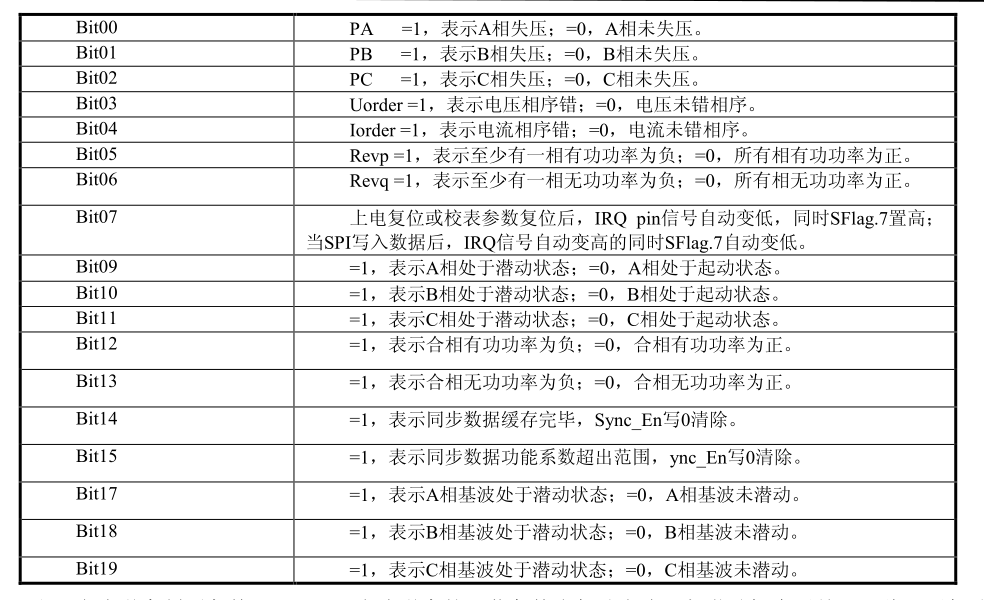 Bit00 PA =1，表示A相失压；=0，A相未失压。
Bit01 PB =1，表示B相失压；=0，B相未失压。
Bit02 PC =1，表示C相失压；=0，C相未失压。
Bit03 Uorder =1，表示电压相序错；=0，电压未错相序。
Bit04 Iorder =1，表示电流相序错；=0，电流未错相序。
Bit05 Revp =1，表示至少有一相有功功率为负；=0，所有相有功功率为正。
Bit06 Revq =1，表示至少有一相无功功率为负；=0，所有相无功功率为正。
Bit07 上电复位或校表参数复位后，IRQ pin信号自动变低，同时SFlag.7置高；
当SPI写入数据后，IRQ信号自动变高的同时SFlag.7自动变低。
Bit09 =1，表示A相处于潜动状态；=0，A相处于起动状态。
Bit10 =1，表示B相处于潜动状态；=0，B相处于起动状态。
Bit11 =1，表示C相处于潜动状态；=0，C相处于起动状态。
Bit12 =1，表示合相有功功率为负；=0，合相有功功率为正。
Bit13 =1，表示合相无功功率为负；=0，合相无功功率为正。
Bit14 =1，表示同步数据缓存完毕，Sync_En写0清除。
Bit15 =1，表示同步数据功能系数超出范围，ync_En写0清除。
Bit17 =1，表示A相基波处于潜动状态；=0，A相基波未潜动。
Bit18 =1，表示B相基波处于潜动状态；=0，B相基波未潜动。
Bit19 =1，表示C相基波处于潜动状态；=0，C相基波未潜动。